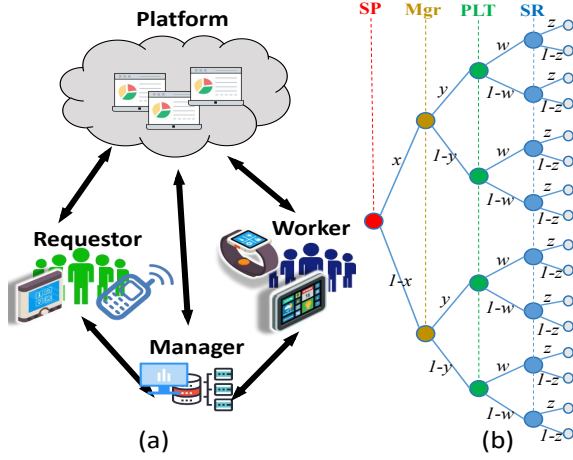 Platform
Requestor
Worker
Manager
(a)
SP Mgr PLT SR
x
1-x
y
1-y
y
1-y
w
1-w
w
1-w
w
1-w
w
1-w
z
1-z
z
1-z
z
1-z
z
1-z
z
1-z
z
1-z
z
1-z
z
1-z
(b)